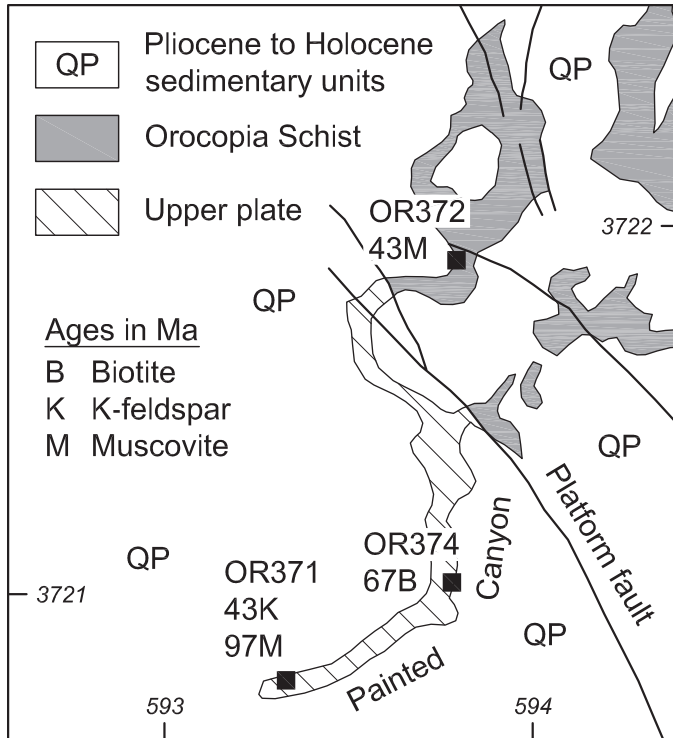 QP
Pliocene to Holocene
sedimentary units
Orocopia Schist
Upper plate
QP
OR372
43M
3722
QP
Ages in Ma
B Biotite
K K-feldspar
M Muscovite
QP
Platform fault
Canyon
QP
OR374
67B
OR371
43K
97M
3721
QP
Painted
593
594